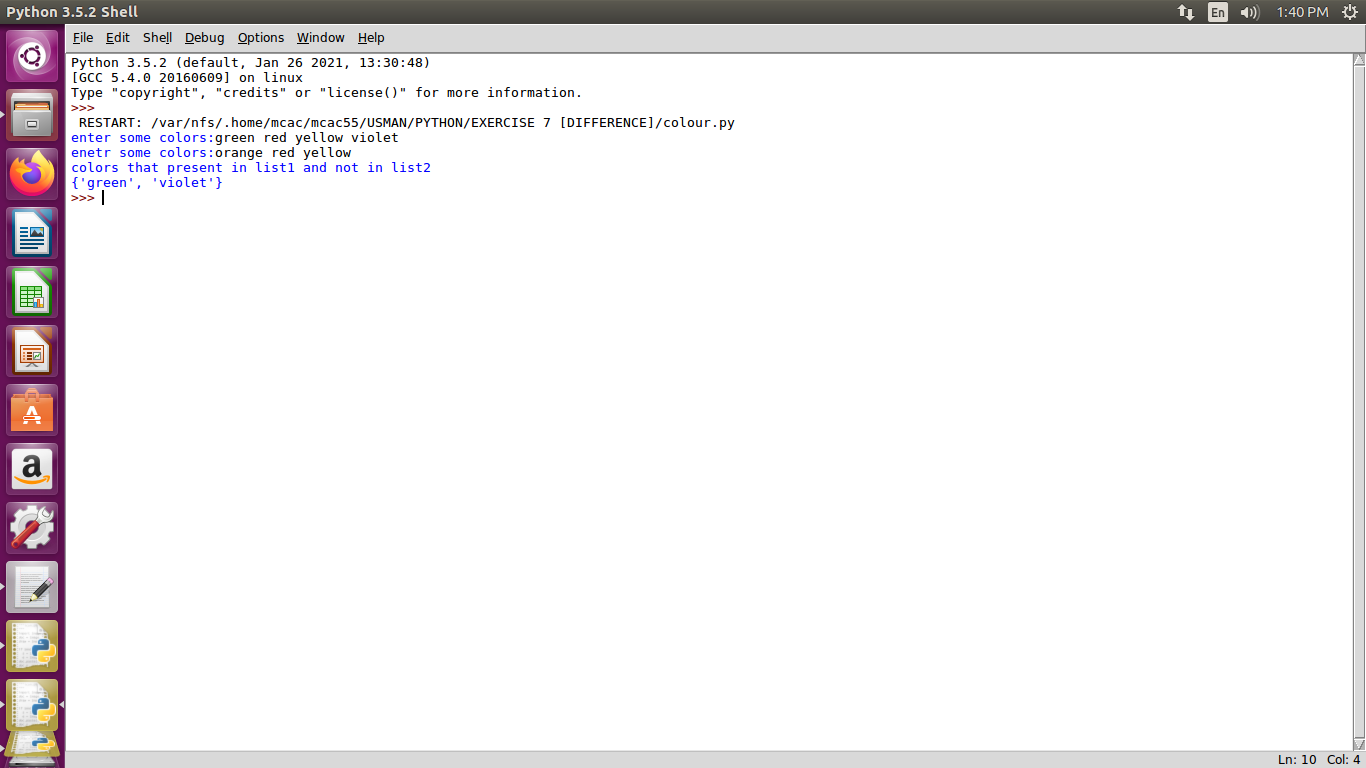 Python 3.5.2 Shell
En 1:40 PM
File Edit Shell Debug Options Window Help
Python 3.5.2 (default, Jan 26 2021, 13:30:48)
[GCC 5.4.0 20160609] on linux
Type "copyright", "credits" or "license()" for more information.
>>>
RESTART: /var/nfs/.home/mcac/mcac55/USMAN/PYTHON/EXERCISE 7 [DIFFERENCE]/colour.py
enter some colors:green red yellow violet
enetr some colors:orange red yellow
colors that present in list1 and not in list2
{'green', 'violet'}
>>>
Ln: 10 Col: 4